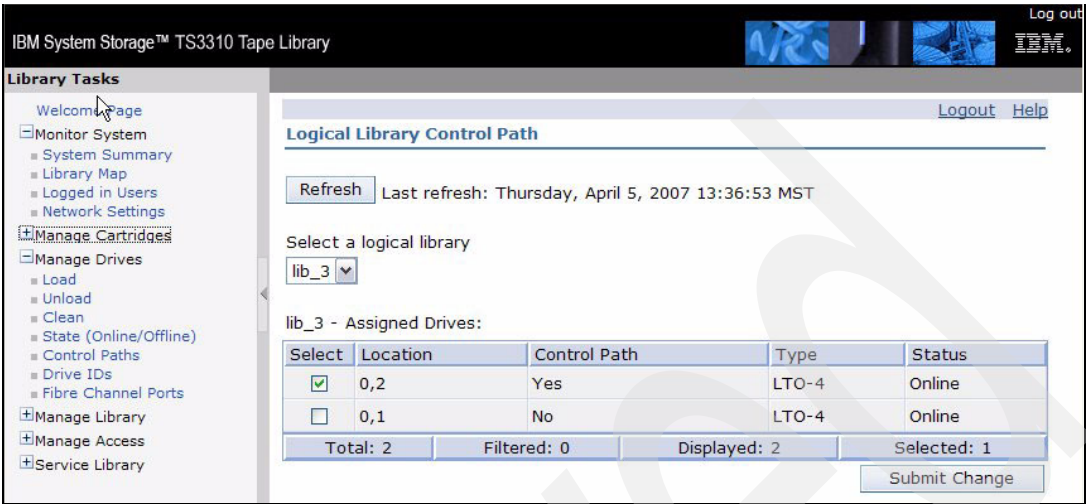 Log out
IBM System Storage™ TS3310 Tape Library
IBM.
Library Tasks
Welcome Page
Logout Help
Monitor System
Logical Library Control Path
System Summary
Library Map
Refresh Last refresh: Thursday, April 5, 2007 13:36:53 MST
Logged in Users
Network Settings
Manage Cartridges
Select a logical library
Manage Drives
lib_3
Load
Unload
Clean
lib_3 - Assigned Drives:
State (Online/Offline)
Control Paths
Drive IDs
Fibre Channel Ports
Manage Library
Manage Access
Service Library
Select Location Control Path Type Status
0,2 Yes LTO-4 Online
0,1 No LTO-4 Online
Total: 2 Filtered: 0 Displayed: 2 Selected: 1
Submit Change